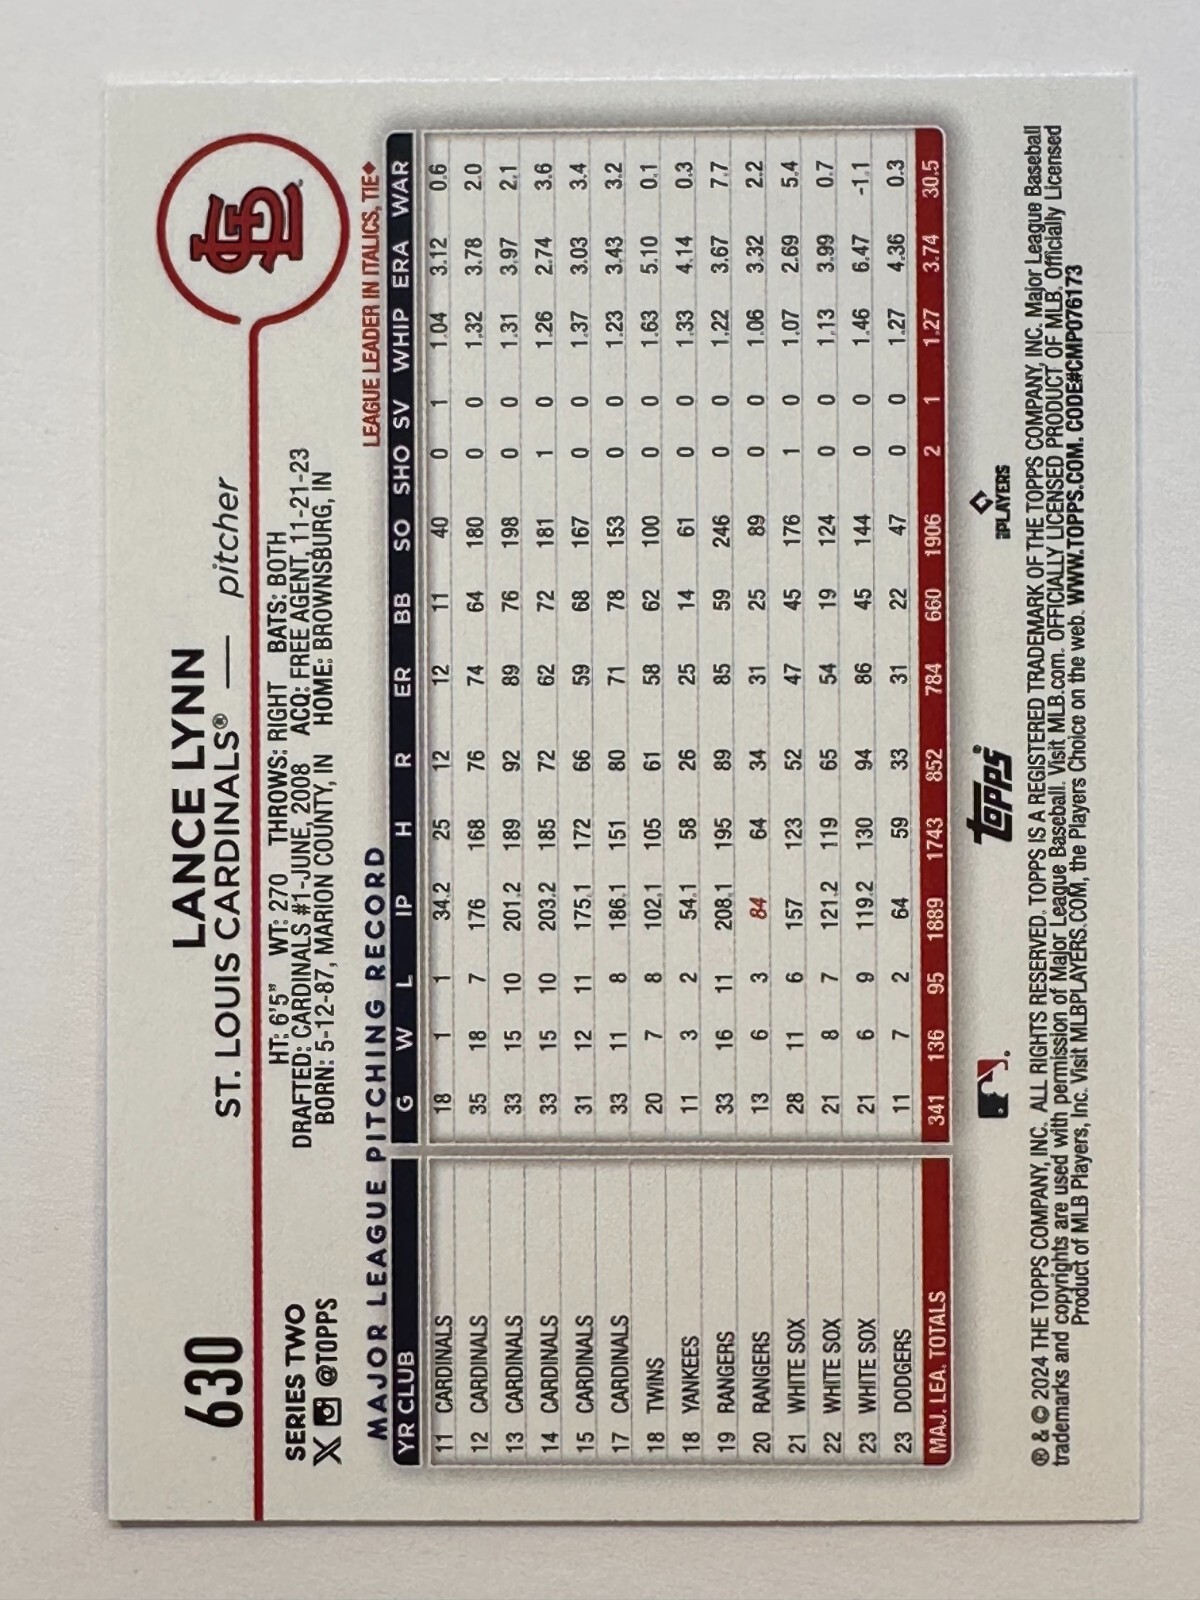 630
LANCE LYNN
ST. LOUIS CARDINALS® — pitcher
SERIES TWO
@TOPPS
HT: 6'5" WT: 270 THROWS: RIGHT BATS: BOTH
DRAFTED: CARDINALS #1-JUNE, 2008 ACQ: FREE AGENT, 11-21-23
BORN: 5-12-87, MARION COUNTY, IN HOME: BROWNSBURG, IN
MAJOR LEAGUE PITCHING RECORD
LEAGUE LEADER IN ITALICS, TIE♦
YR CLUB G W L IP H R ER BB SO SHO SV WHIP ERA WAR
11 CARDINALS 18 1 1 34.2 25 12 12 11 40 0 1 1.04 3.12 0.6
12 CARDINALS 35 18 7 176 168 76 74 64 180 0 0 1.32 3.78 2.0
13 CARDINALS 33 15 10 201.2 189 92 89 76 198 0 0 1.31 3.97 2.1
14 CARDINALS 33 15 10 203.2 185 72 62 72 181 1 0 1.26 2.74 3.6
15 CARDINALS 31 12 11 175.1 172 66 59 68 167 0 0 1.37 3.03 3.4
17 CARDINALS 33 11 8 186.1 151 80 71 78 153 0 0 1.23 3.43 3.2
18 TWINS 20 7 8 102.1 105 61 58 62 100 0 0 1.63 5.10 0.1
18 YANKEES 11 3 2 54.1 58 26 25 14 61 0 0 1.33 4.14 0.3
19 RANGERS 33 16 11 208.1 195 89 85 59 246 0 0 1.22 3.67 7.7
20 RANGERS 13 6 3 84 64 34 31 25 89 0 0 1.06 3.32 2.2
21 WHITE SOX 28 11 6 157 123 52 47 45 176 1 0 1.07 2.69 5.4
22 WHITE SOX 21 8 7 121.2 119 65 54 19 124 0 0 1.13 3.99 0.7
23 WHITE SOX 21 6 9 119.2 130 94 86 45 144 0 0 1.46 6.47 -1.1
23 DODGERS 11 7 2 64 59 33 31 22 47 0 0 1.27 4.36 0.3
MAJ. LEA. TOTALS 341 136 95 1889 1743 852 784 660 1906 2 1 1.27 3.74 30.5
topps® PLAYERS
® & © 2024 THE TOPPS COMPANY, INC. ALL RIGHTS RESERVED. TOPPS IS A REGISTERED TRADEMARK OF THE TOPPS COMPANY, INC. Major League Baseball
trademarks and copyrights are used with permission of Major League Baseball. Visit MLB.com. OFFICIALLY LICENSED PRODUCT OF MLB. Officially Licensed
Product of MLB Players, Inc. Visit MLBPLAYERS.COM, the Players Choice on the web. WWW.TOPPS.COM. CODE#CMP076173